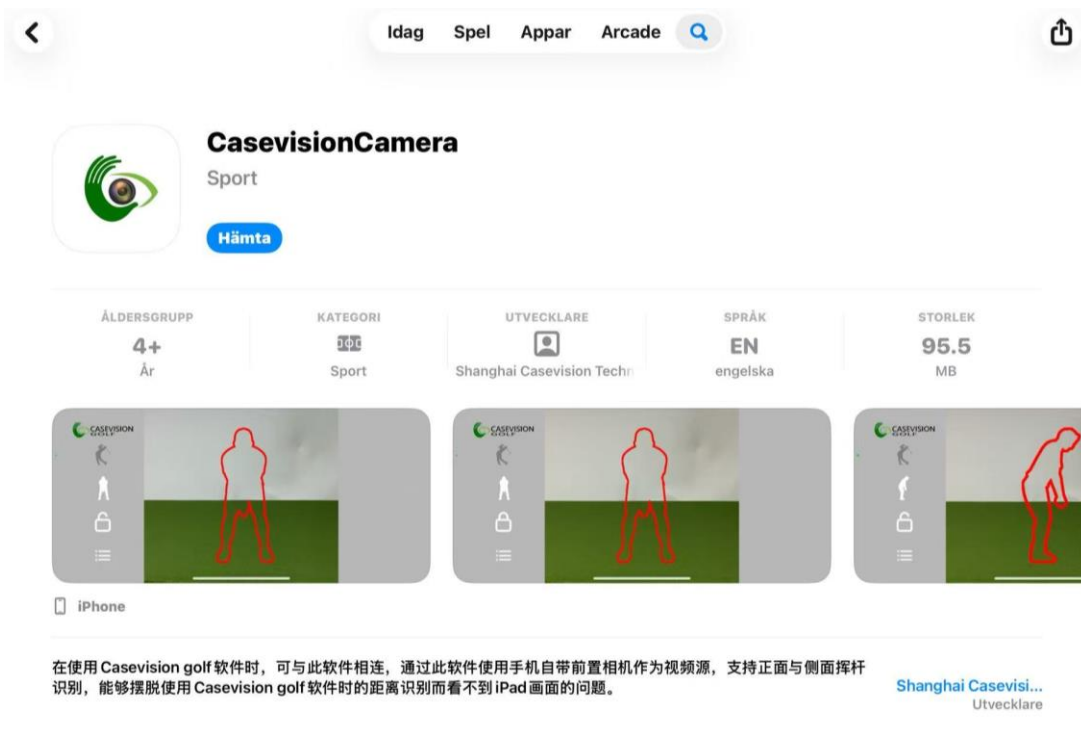 Idag Spel Appar Arcade
CasevisionCamera
Sport
Hämta
ÅLDERSGRUPP
4+
År
KATEGORI
Sport
UTVECKLARE
Shanghai Casevision Techn
SPRÅK
EN
engelska
STORLEK
95.5
MB
CASEVISION
GOLF
CASEVISION
GOLF
CASEVISION
GOLF
iPhone
在使用 Casevision golf 软件时，可与此软件相连，通过此软件使用手机自带前置相机作为视频源，支持正面与侧面挥杆
识别，能够摆脱使用 Casevision golf 软件时的距离识别而看不到 iPad 画面的问题。
Shanghai Casevisi...
Utvecklare